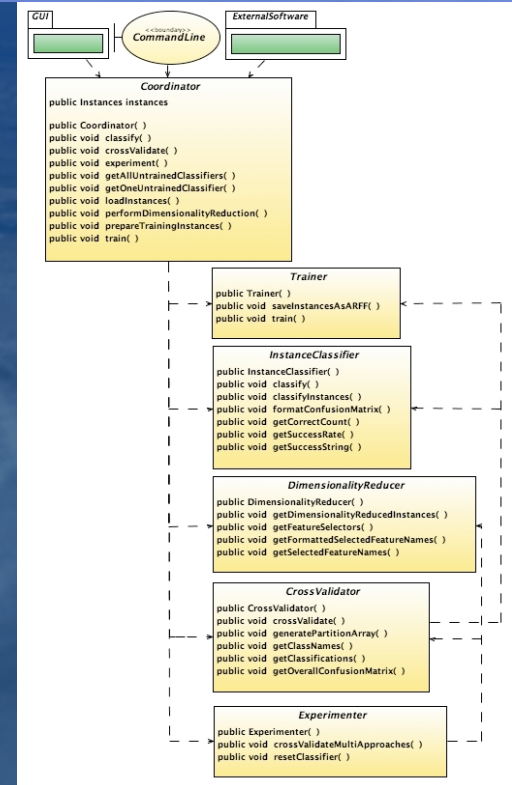 GUI
<<boundary>>
CommandLine
ExternalSoftware
Coordinator
public Instances instances
public Coordinator( )
public void classify( )
public void crossValidate( )
public void experiment( )
public void getAllUntrainedClassifiers( )
public void getOneUntrainedClassifier( )
public void loadInstances( )
public void performDimensionalityReduction( )
public void prepareTrainingInstances( )
public void train( )
Trainer
public Trainer( )
public void saveInstancesAsARFF( )
public void train( )
InstanceClassifier
public InstanceClassifier( )
public void classify( )
public void classifyInstances( )
public void formatConfusionMatrix( )
public void getCorrectCount( )
public void getSuccessRate( )
public void getSuccessString( )
DimensionalityReducer
public DimensionalityReducer( )
public void getDimensionalityReducedInstances( )
public void getFeatureSelectors( )
public void getFormattedSelectedFeatureNames( )
public void getSelectedFeatureNames( )
CrossValidator
public CrossValidator( )
public void crossValidate( )
public void generatePartitionArray( )
public void getClassNames( )
public void getClassifications( )
public void getOverallConfusionMatrix( )
Experimenter
public Experimenter( )
public void crossValidateMultiApproaches( )
public void resetClassifier( )